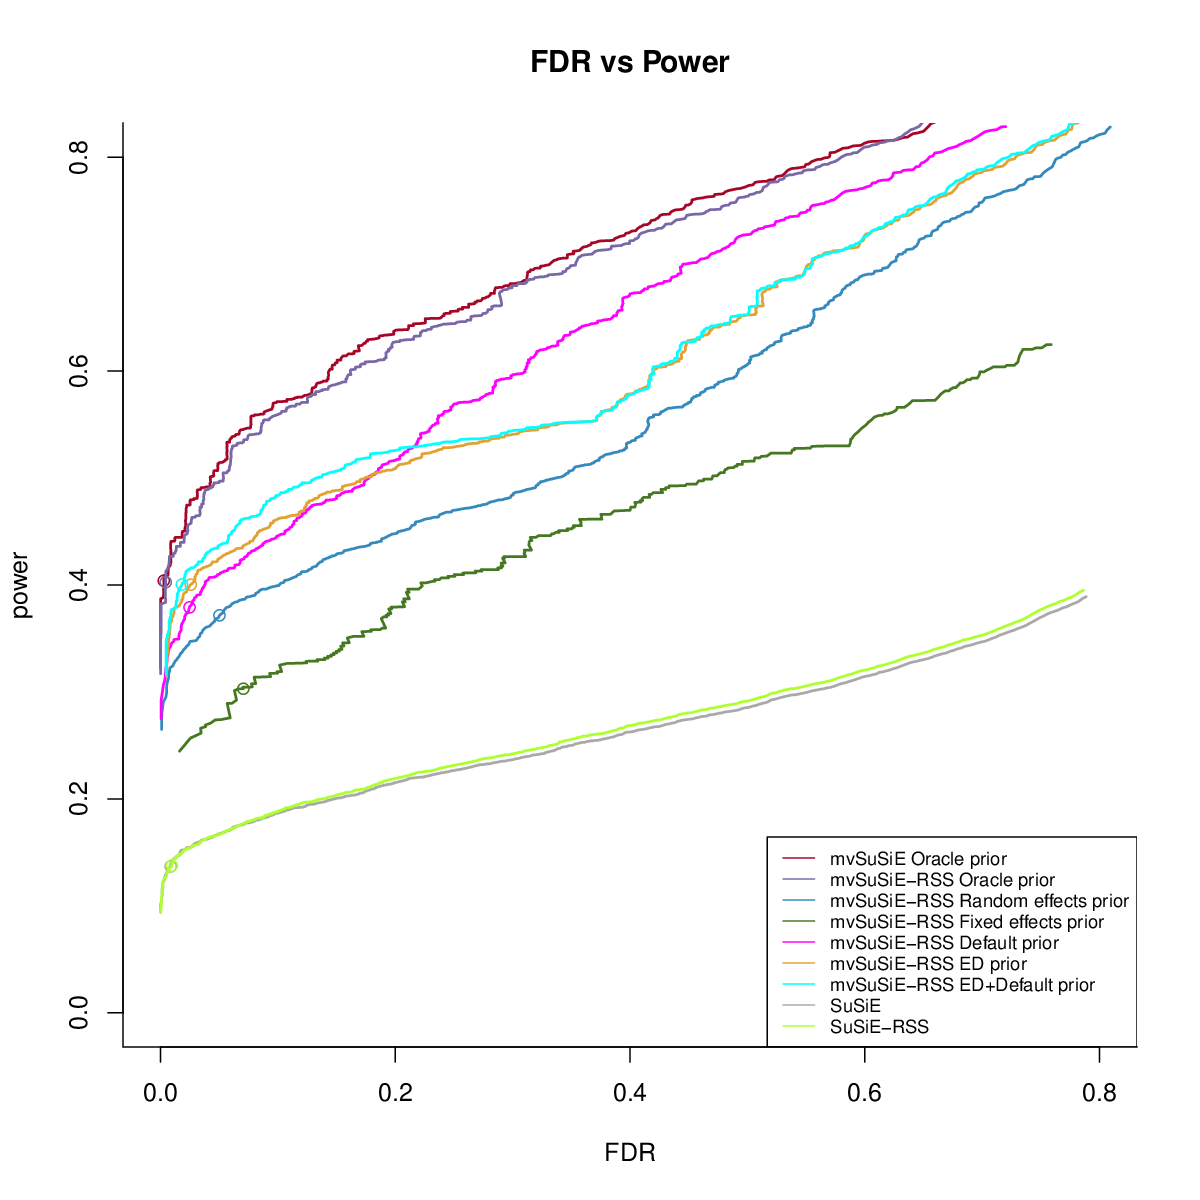 FDR vs Power
power
0.8
0.6
0.4
0.2
0.0
mvSuSiE Oracle prior
mvSuSiE−RSS Oracle prior
mvSuSiE−RSS Random effects prior
mvSuSiE−RSS Fixed effects prior
mvSuSiE−RSS Default prior
mvSuSiE−RSS ED prior
mvSuSiE−RSS ED+Default prior
SuSiE
SuSiE−RSS
0.0 0.2 0.4 0.6 0.8
FDR